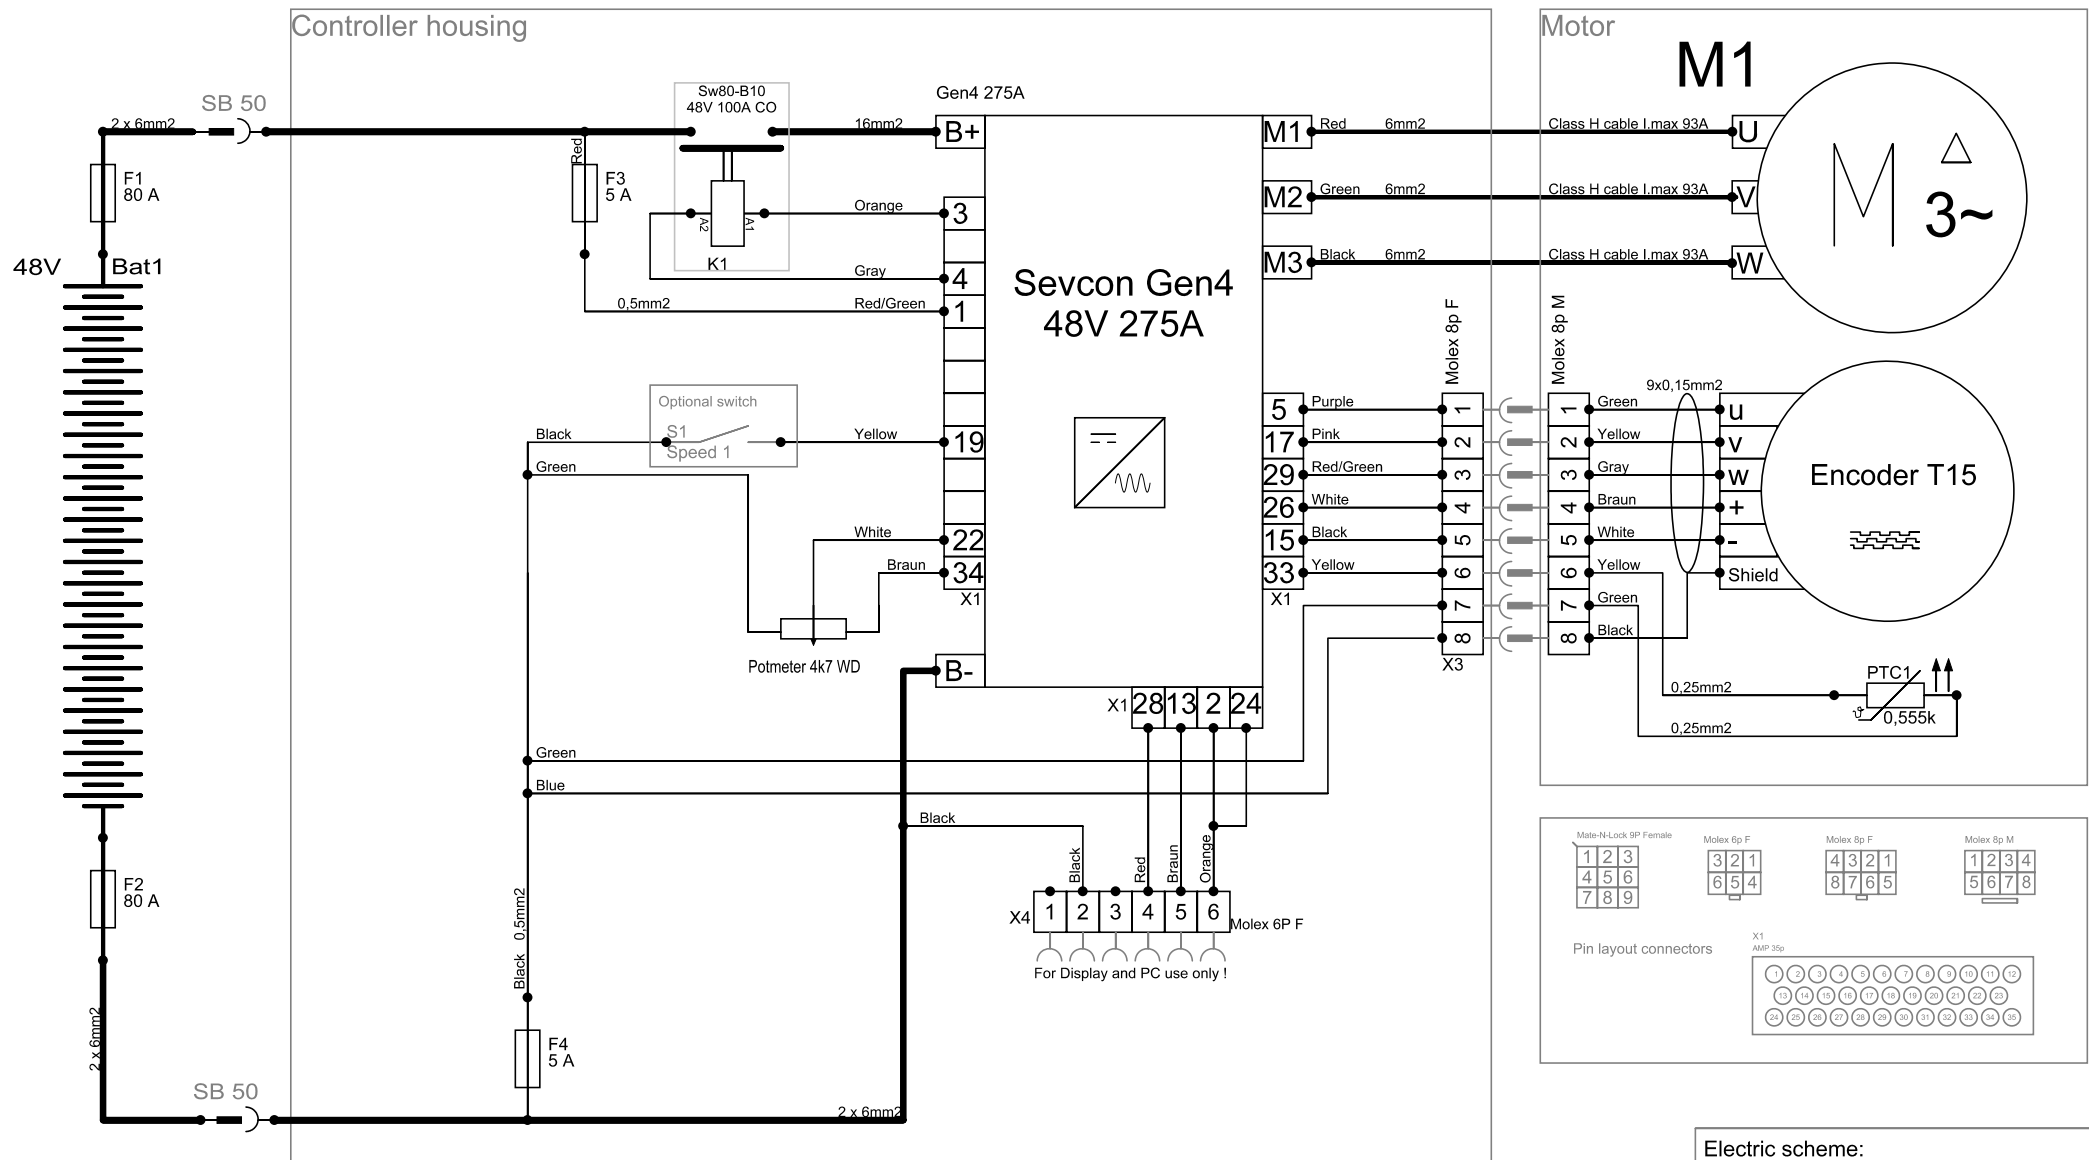 Controller housing
Motor
M1
SB 50
2 x 6mm2
F1
80 A
48V
Bat1
F2
80 A
2 x 6mm2
SB 50
Red
F3
5 A
Sw80-B10
48V 100A CO
A2
A1
K1
16mm2
Gen4 275A
B+
Orange
3
Gray
4
0,5mm2
Red/Green
1
Optional switch
S1
Speed 1
Black
Yellow
19
Green
White
22
Braun
34
X1
Potmeter 4k7 WD
B-
Sevcon Gen4
48V 275A
M1
Red
6mm2
Class H cable I.max 93A
U
M2
Green
6mm2
Class H cable I.max 93A
V
M3
Black
6mm2
Class H cable I.max 93A
W
M
3~
Molex 8p F
Molex 8p M
9x0,15mm2
5 Purple 1
1 Green u
17 Pink 2
2 Yellow v
29 Red/Green 3
3 Gray w
26 White 4
4 Braun +
15 Black 5
5 White -
33 Yellow 6
6 Yellow Shield
X1
7
7 Green
8
8 Black
X3
Encoder T15
PTC1
ϑ
0,555k
0,25mm2
0,25mm2
X1
28 13 2 24
Green
Blue
Black
Black
Red
Braun
Orange
X4
1 2 3 4 5 6
Molex 6P F
For Display and PC use only !
Black 0,5mm2
F4
5 A
2 x 6mm2
Mate-N-Lock 9P Female
1 2 3
4 5 6
7 8 9
Molex 6p F
3 2 1
6 5 4
Molex 8p F
4 3 2 1
8 7 6 5
Molex 8p M
1 2 3 4
5 6 7 8
Pin layout connectors
X1
AMP 35p
1 2 3 4 5 6 7 8 9 10 11 12
13 14 15 16 17 18 19 20 21 22 23
24 25 26 27 28 29 30 31 32 33 34 35
Electric scheme: